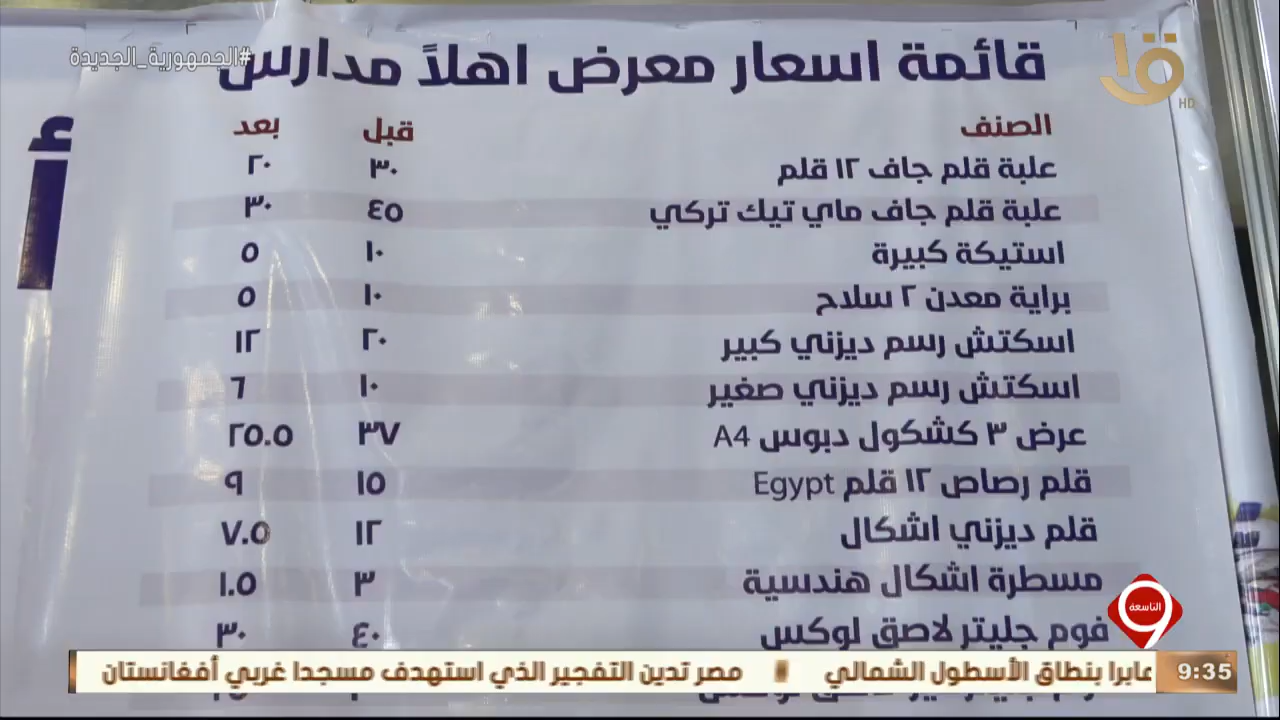 #الجمهورية_الجديدة
HD
قائمة اسعار معرض اهلاً مدارس
أ
الصنف قبل بعد
علبة قلم جاف ١٢ قلم ٣٠ ٢٠
علبة قلم جاف ماي تيك تركي ٤٥ ٣٠
استيكة كبيرة ١٠ ٥
براية معدن ٢ سلاح ١٠ ٥
اسكتش رسم ديزني كبير ٢٠ ١٢
اسكتش رسم ديزني صغير ١٠ ٦
عرض ٣ كشكول دبوس A4 ٣٧ ٢٥.٥
قلم رصاص ١٢ قلم Egypt ١٥ ٩
قلم ديزني اشكال ١٢ ٧.٥
مسطرة اشكال هندسية ٣ ١.٥
فوم جليتر لاصق لوكس ٤٠ ٣٠
التاسعة
9:35 عابرا بنطاق الأسطول الشمالي مصر تدين التفجير الذي استهدف مسجدا غربي أفغانستان